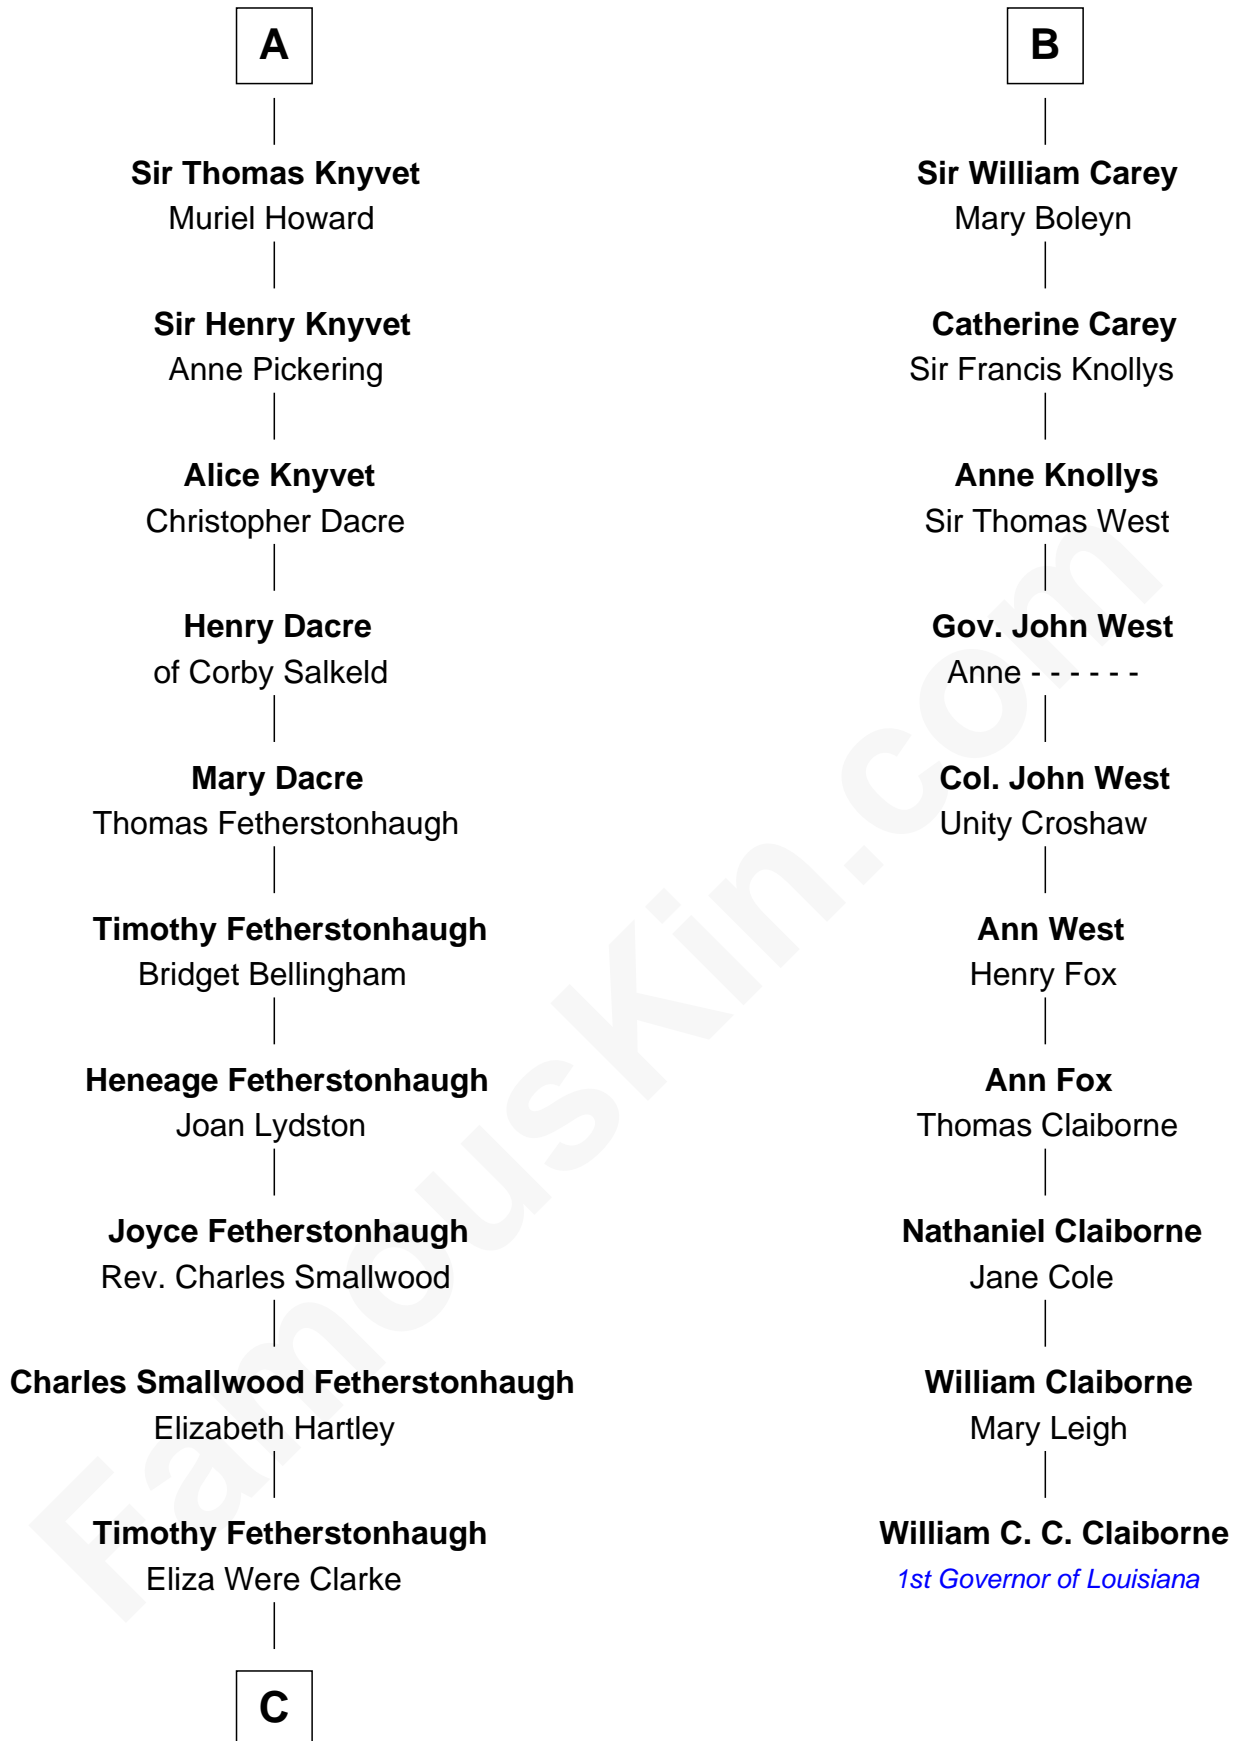 A
Sir Thomas Knyvet
Muriel Howard
Sir Henry Knyvet
Anne Pickering
Alice Knyvet
Christopher Dacre
Henry Dacre
of Corby Salkeld
Mary Dacre
Thomas Fetherstonhaugh
Timothy Fetherstonhaugh
Bridget Bellingham
Heneage Fetherstonhaugh
Joan Lydston
Joyce Fetherstonhaugh
Rev. Charles Smallwood
Charles Smallwood Fetherstonhaugh
Elizabeth Hartley
Timothy Fetherstonhaugh
Eliza Were Clarke
C
B
Sir William Carey
Mary Boleyn
Catherine Carey
Sir Francis Knollys
Anne Knollys
Sir Thomas West
Gov. John West
Anne - - - - - -
Col. John West
Unity Croshaw
Ann West
Henry Fox
Ann Fox
Thomas Claiborne
Nathaniel Claiborne
Jane Cole
William Claiborne
Mary Leigh
William C. C. Claiborne
1st Governor of Louisiana
FamousKin.com